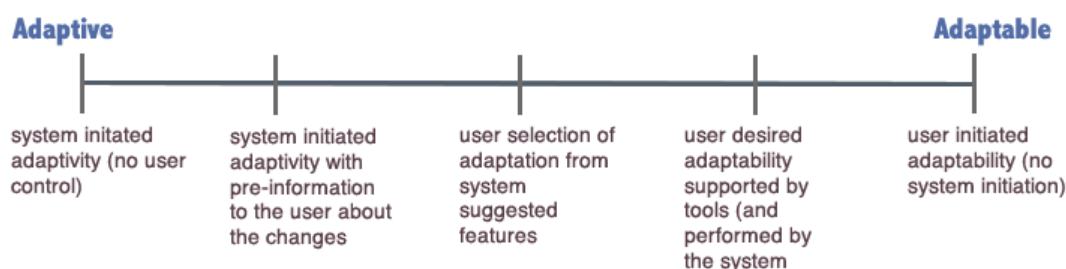 Adaptive
Adaptable
system initated
adaptivity (no user
control)
system initiated
adaptivity with
pre-information
to the user about
the changes
user selection of
adaptation from
system
suggested
features
user desired
adaptability
supported by
tools (and
performed by
the system
user initiated
adaptability (no
system initiation)